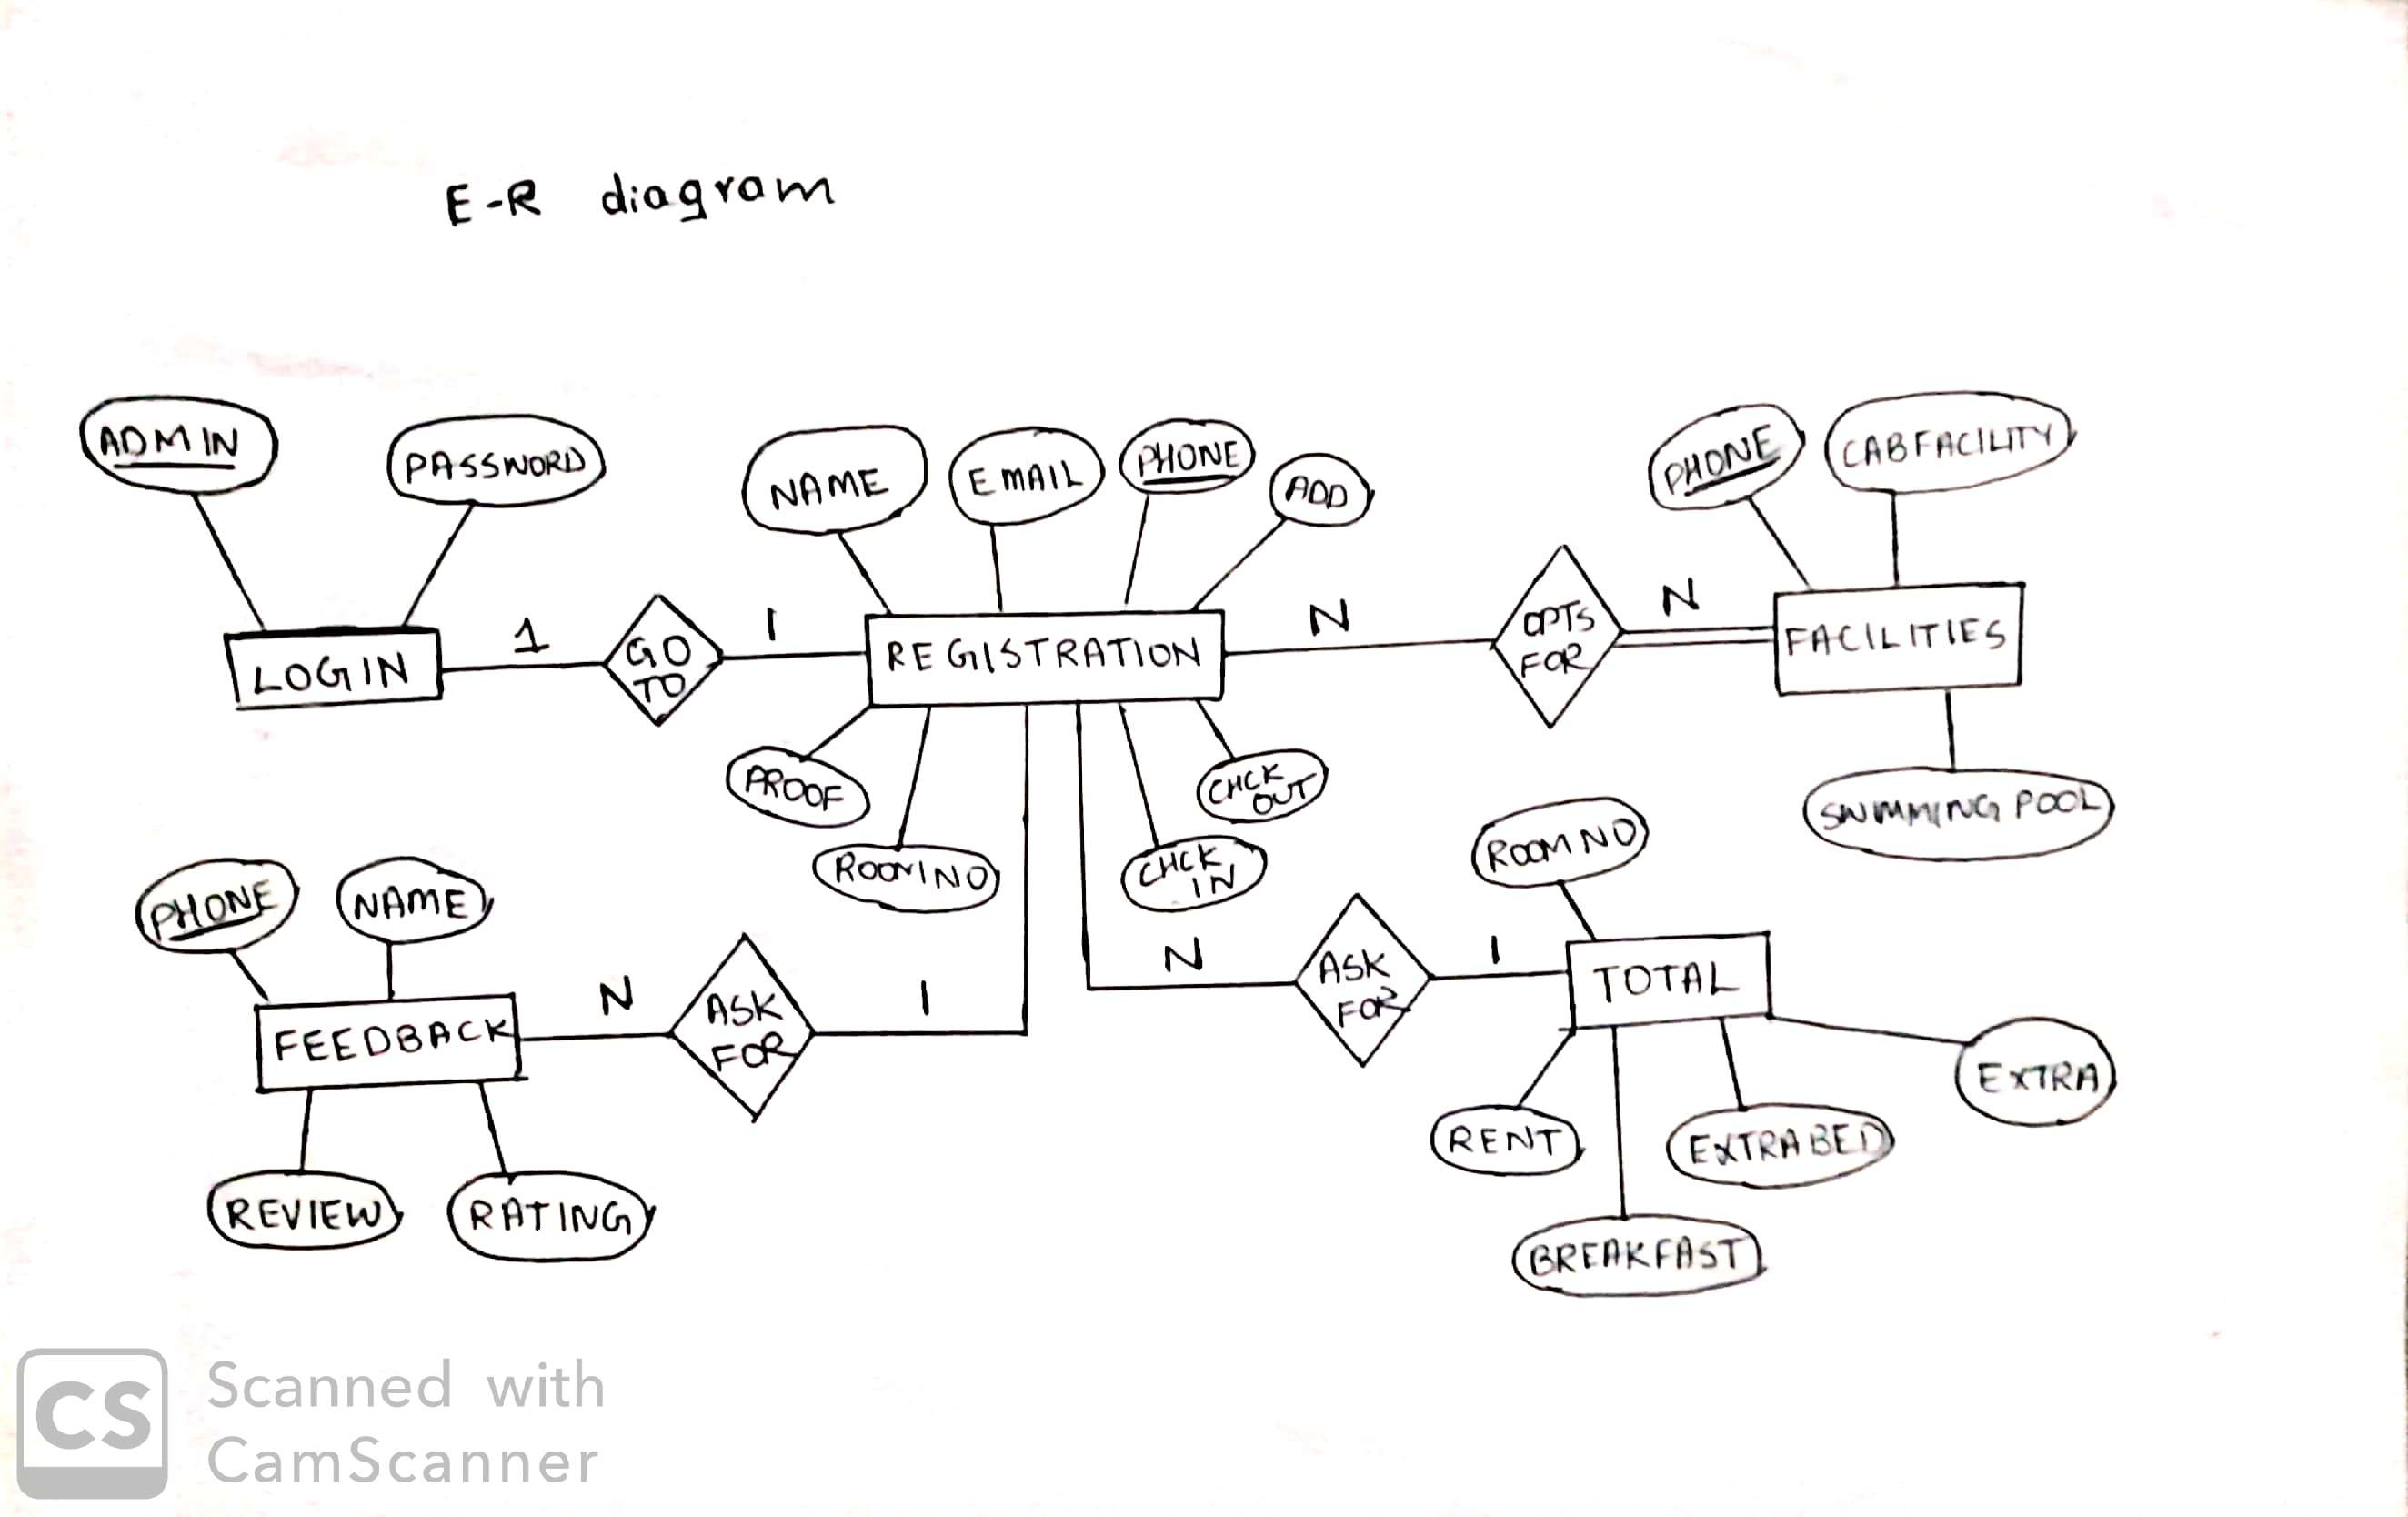 E-R diagram
ADMIN
PASSWORD
NAME
EMAIL
PHONE
ADD
PHONE
CABFACILITY
LOGIN
1
GO
TO
1
REGISTRATION
N
OPTS
FOR
N
FACILITIES
PROOF
ROOMNO
CHCK
IN
CHCK
OUT
SWIMMING POOL
PHONE
NAME
ROOMNO
FEEDBACK
N
ASK
FOR
1
N
ASK
FOR
1
TOTAL
REVIEW
RATING
RENT
EXTRABED
EXTRA
BREAKFAST
CS
Scanned with
CamScanner